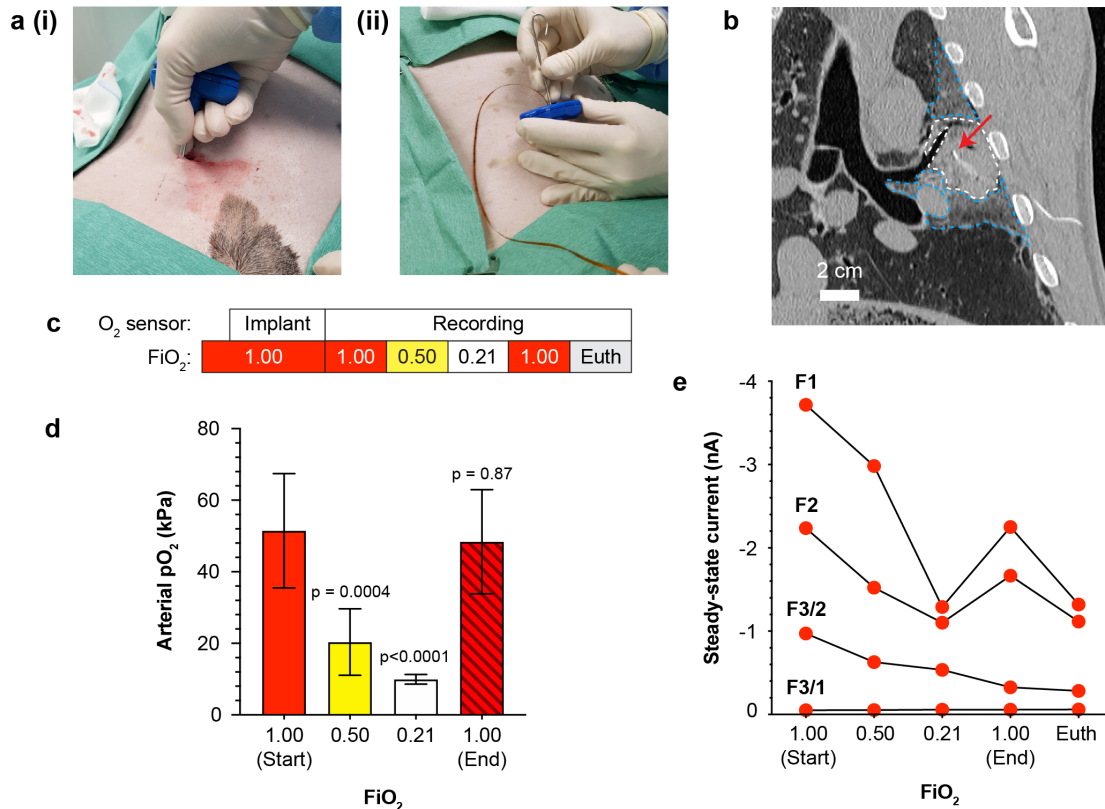 a (i)
(ii)
b
2 cm
c
O₂ sensor:
Implant
Recording
FiO₂:
1.00
1.00
0.50
0.21
1.00
Euth
d
Arterial pO₂ (kPa)
80
60
40
20
0
p = 0.0004
p<0.0001
p = 0.87
1.00
(Start)
0.50
0.21
1.00
(End)
FiO₂
e
Steady-state current (nA)
-4
-3
-2
-1
0
F1
F2
F3/2
F3/1
1.00
(Start)
0.50
0.21
1.00
(End)
Euth
FiO₂